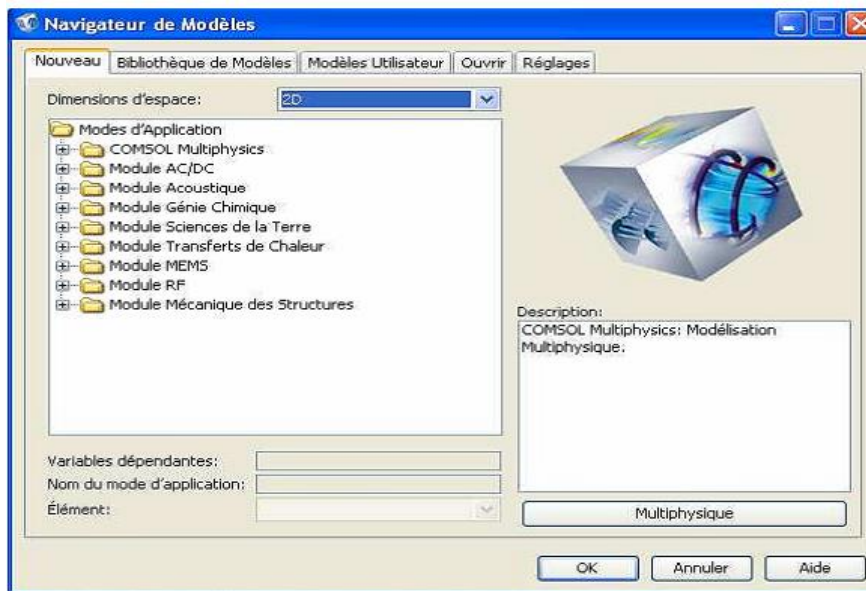 Navigateur de Modèles
Nouveau Bibliothèque de Modèles Modèles Utilisateur Ouvrir Réglages
Dimensions d'espace: 2D
Modes d'Application
COMSOL Multiphysics
Module AC/DC
Module Acoustique
Module Génie Chimique
Module Sciences de la Terre
Module Transferts de Chaleur
Module MEMS
Module RF
Module Mécanique des Structures
Description:
COMSOL Multiphysics: Modélisation
Multiphysique.
Variables dépendantes:
Nom du mode d'application:
Élément:
Multiphysique
OK Annuler Aide